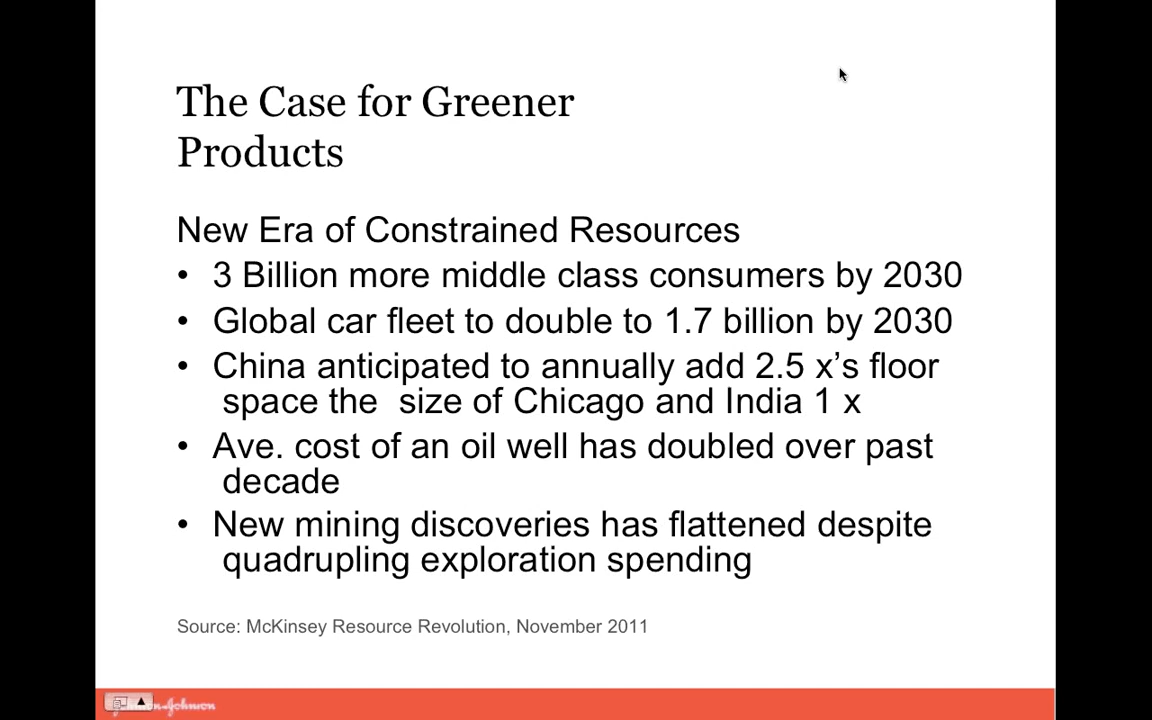 The Case for Greener
Products
New Era of Constrained Resources
• 3 Billion more middle class consumers by 2030
• Global car fleet to double to 1.7 billion by 2030
• China anticipated to annually add 2.5 x’s floor
space the size of Chicago and India 1 x
• Ave. cost of an oil well has doubled over past
decade
• New mining discoveries has flattened despite
quadrupling exploration spending
Source: McKinsey Resource Revolution, November 2011